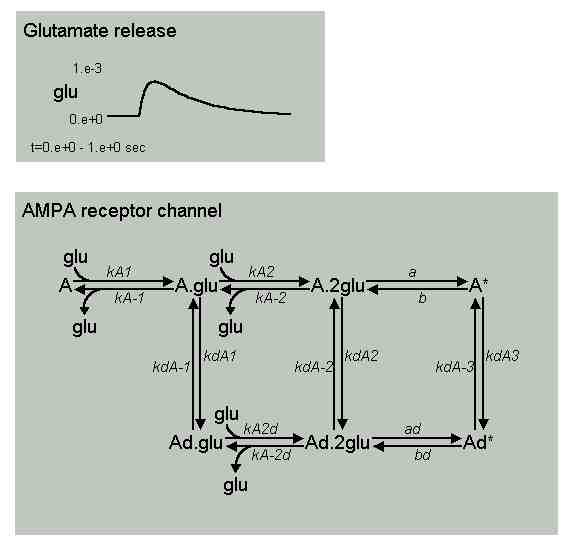 Glutamate release
1.e-3
glu
0.e+0
t=0.e+0 - 1.e+0 sec
AMPA receptor channel
glu glu
kA1 kA2 a
A A.glu A.2glu A*
kA-1 kA-2 b
glu glu
kdA1 kdA2 kdA3
kdA-1 kdA-2 kdA-3
glu
kA2d ad
Ad.glu Ad.2glu Ad*
kA-2d bd
glu